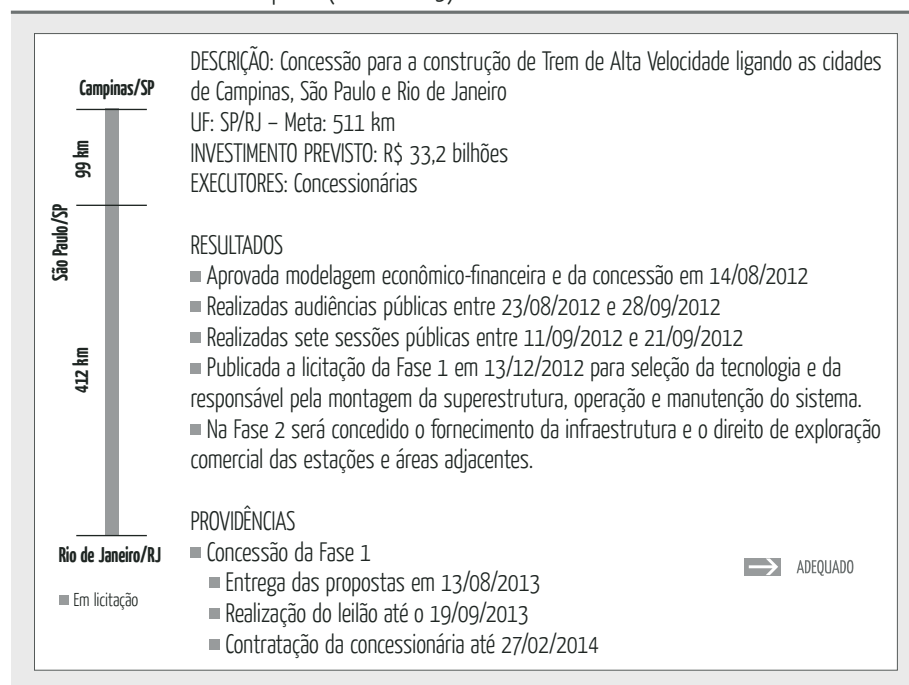 Campinas/SP
99 km
São Paulo/SP
412 km
Rio de Janeiro/RJ
Em licitação
DESCRIÇÃO: Concessão para a construção de Trem de Alta Velocidade ligando as cidades
de Campinas, São Paulo e Rio de Janeiro
UF: SP/RJ – Meta: 511 km
INVESTIMENTO PREVISTO: R$ 33,2 bilhões
EXECUTORES: Concessionárias
RESULTADOS
■ Aprovada modelagem econômico-financeira e da concessão em 14/08/2012
■ Realizadas audiências públicas entre 23/08/2012 e 28/09/2012
■ Realizadas sete sessões públicas entre 11/09/2012 e 21/09/2012
■ Publicada a licitação da Fase 1 em 13/12/2012 para seleção da tecnologia e da
responsável pela montagem da superestrutura, operação e manutenção do sistema.
■ Na Fase 2 será concedido o fornecimento da infraestrutura e o direito de exploração
comercial das estações e áreas adjacentes.
PROVIDÊNCIAS
■ Concessão da Fase 1
■ Entrega das propostas em 13/08/2013
■ Realização do leilão até o 19/09/2013
■ Contratação da concessionária até 27/02/2014
ADEQUADO